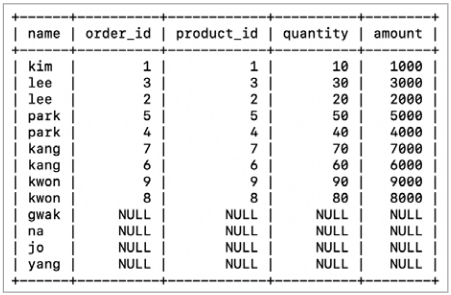 +-------+----------+------------+----------+--------+
| name | order_id | product_id | quantity | amount |
+-------+----------+------------+----------+--------+
| kim | 1 | 1 | 10 | 1000 |
| lee | 3 | 3 | 30 | 3000 |
| lee | 2 | 2 | 20 | 2000 |
| park | 5 | 5 | 50 | 5000 |
| park | 4 | 4 | 40 | 4000 |
| kang | 7 | 7 | 70 | 7000 |
| kang | 6 | 6 | 60 | 6000 |
| kwon | 9 | 9 | 90 | 9000 |
| kwon | 8 | 8 | 80 | 8000 |
| gwak | NULL | NULL | NULL | NULL |
| na | NULL | NULL | NULL | NULL |
| jo | NULL | NULL | NULL | NULL |
| yang | NULL | NULL | NULL | NULL |
+-------+----------+------------+----------+--------+